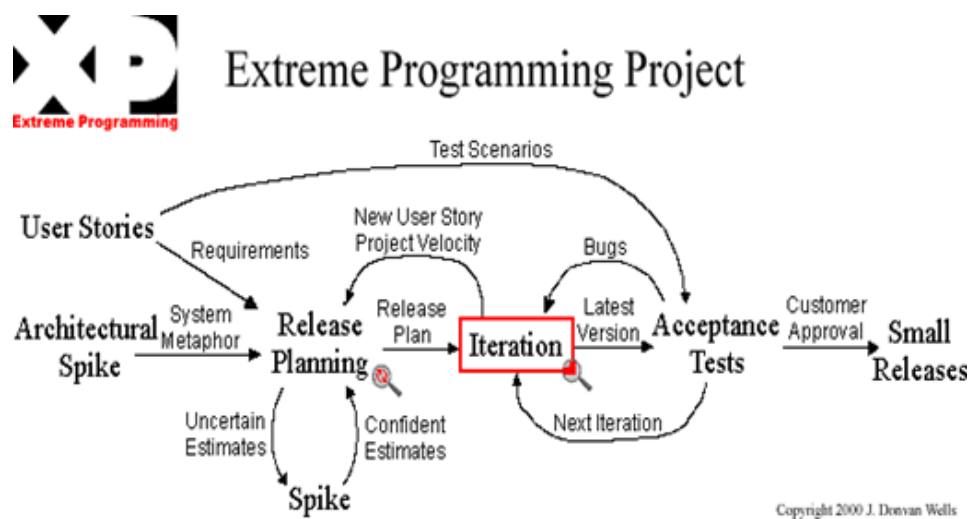 XP
Extreme Programming
Extreme Programming Project
Test Scenarios
User Stories
Requirements
New User Story
Project Velocity
Bugs
Architectural
Spike
System
Metaphor
Release
Planning
Release
Plan
Iteration
Latest
Version
Acceptance
Tests
Customer
Approval
Small
Releases
Uncertain
Estimates
Confident
Estimates
Next Iteration
Spike
Copyright 2000 J. Donvan Wells